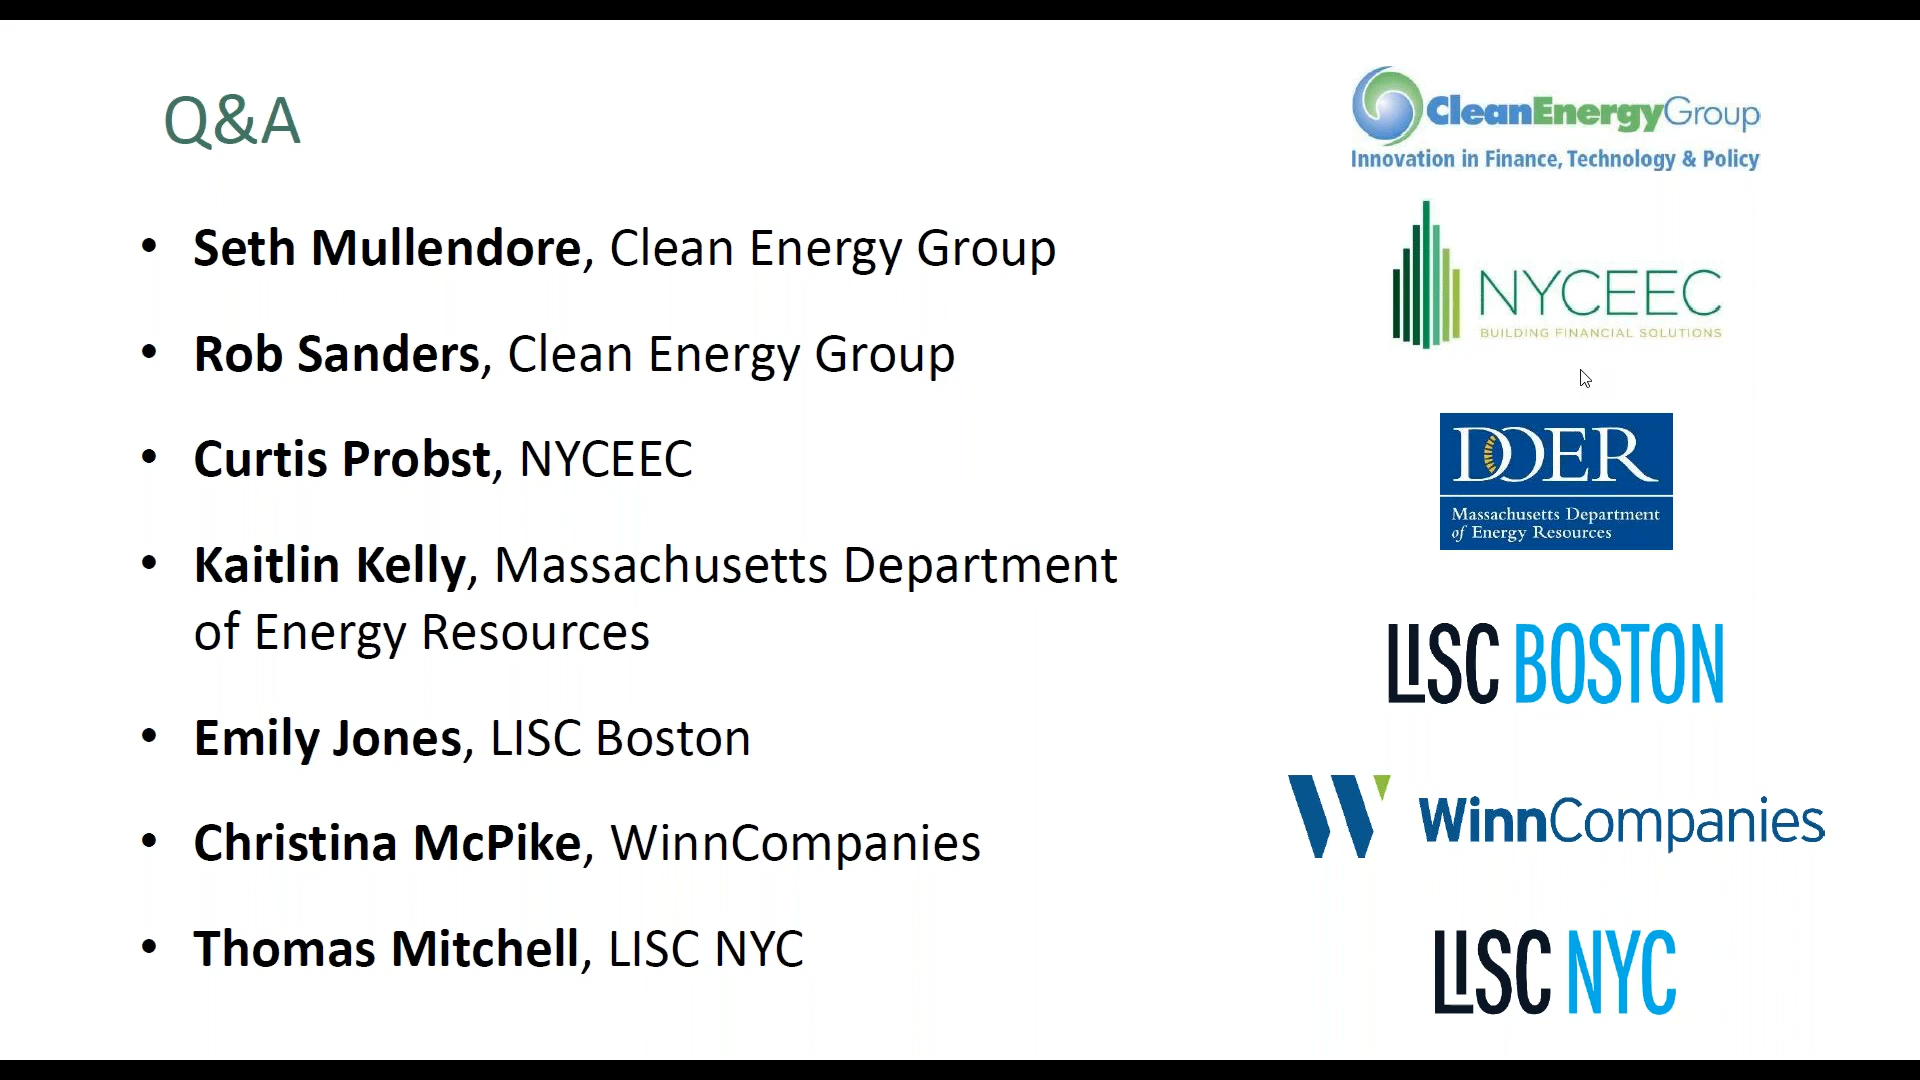 Q&A
• Seth Mullendore, Clean Energy Group
• Rob Sanders, Clean Energy Group
• Curtis Probst, NYCEEC
• Kaitlin Kelly, Massachusetts Department
of Energy Resources
• Emily Jones, LISC Boston
• Christina McPike, WinnCompanies
• Thomas Mitchell, LISC NYC
CleanEnergyGroup
Innovation in Finance, Technology & Policy
NYCEEC
BUILDING FINANCIAL SOLUTIONS
DOER
Massachusetts Department
of Energy Resources
LISC BOSTON
WinnCompanies
LISC NYC